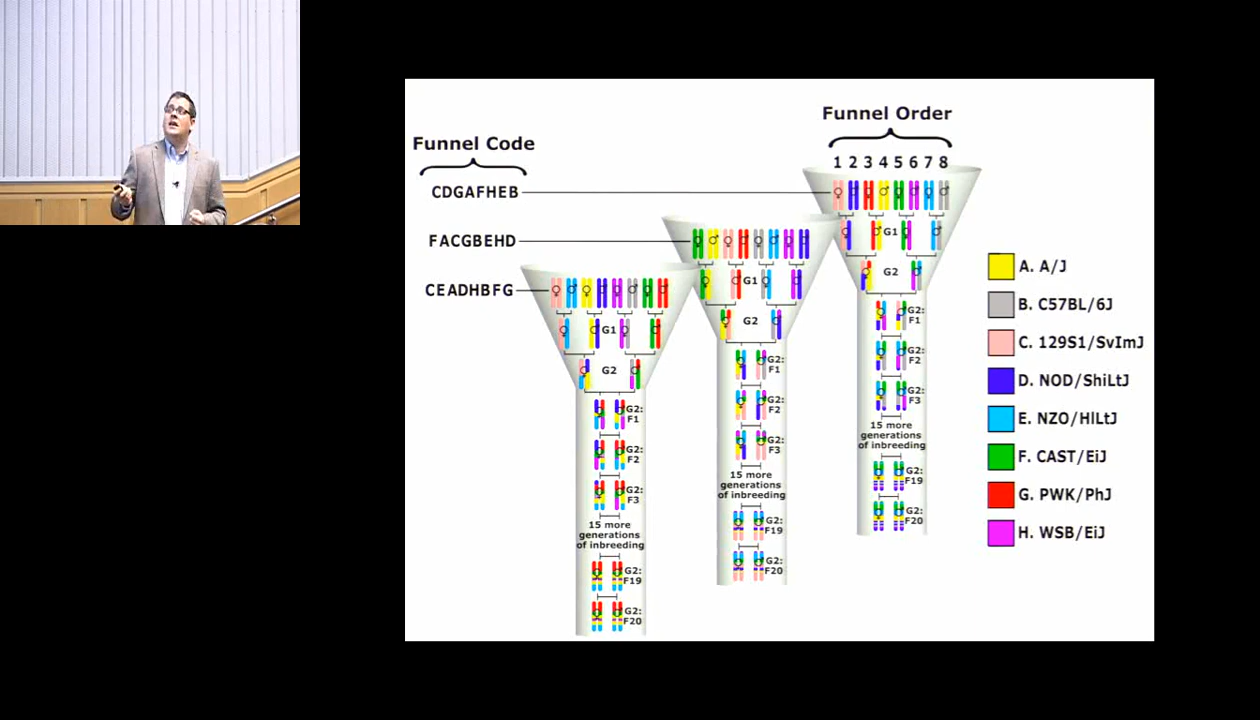 Funnel Order
1 2 3 4 5 6 7 8
Funnel Code
CDGAFHEB
FACGBEHD
CEADHBFG
G1
G2
G2:
F1
G2:
F2
G2:
F3
15 more
generations
of inbreeding
G2:
F19
G2:
F20
G1
G2
G2:
F1
G2:
F2
G2:
F3
15 more
generations
of inbreeding
G2:
F19
G2:
F20
G1
G2
G2:
F1
G2:
F2
G2:
F3
15 more
generations
of inbreeding
G2:
F19
G2:
F20
A. A/J
B. C57BL/6J
C. 129S1/SvImJ
D. NOD/ShiLtJ
E. NZO/HlLtJ
F. CAST/EiJ
G. PWK/PhJ
H. WSB/EiJ